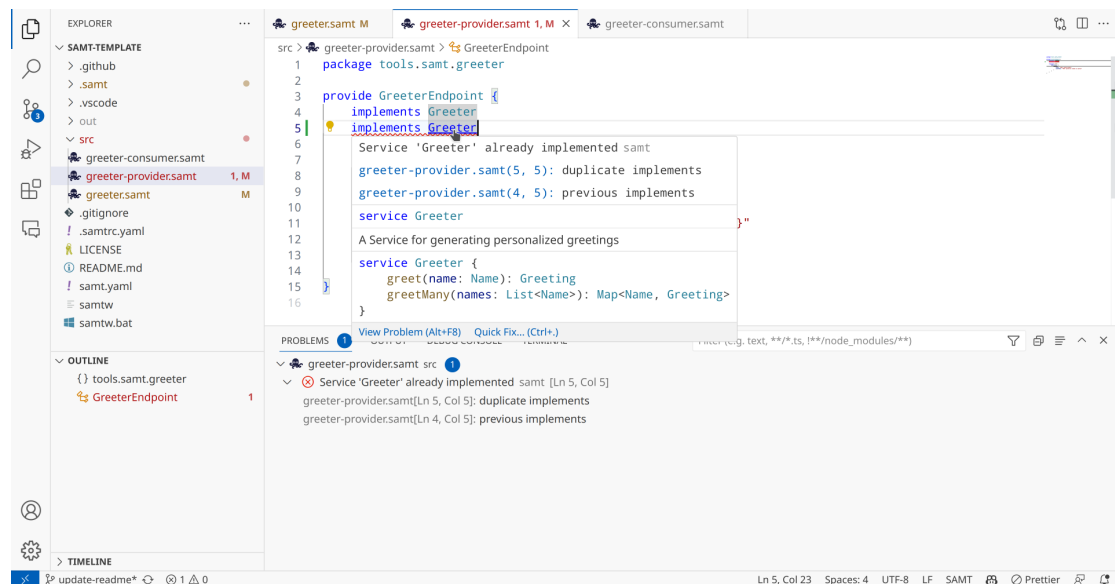 EXPLORER
SAMT-TEMPLATE
.github
.samt
.vscode
out
src
greeter-consumer.samt
greeter-provider.samt 1, M
greeter.samt M
.gitignore
.samtrc.yaml
LICENSE
README.md
samt.yaml
samtw
samtw.bat
OUTLINE
{} tools.samt.greeter
GreeterEndpoint 1
TIMELINE
3
greeter.samt M
greeter-provider.samt 1, M
greeter-consumer.samt
src > greeter-provider.samt > GreeterEndpoint
1 package tools.samt.greeter
2
3 provide GreeterEndpoint {
4 implements Greeter
5 implements Greeter
6
7
8
9
10
11 }"
12
13
14
15 }
16
Service 'Greeter' already implemented samt
greeter-provider.samt(5, 5): duplicate implements
greeter-provider.samt(4, 5): previous implements
service Greeter
A Service for generating personalized greetings
service Greeter {
greet(name: Name): Greeting
greetMany(names: List<Name>): Map<Name, Greeting>
}
View Problem (Alt+F8) Quick Fix... (Ctrl+.)
PROBLEMS 1 OUTPUT DEBUG CONSOLE TERMINAL Filter (e.g. text, **/*.ts, !**/node_modules/**)
greeter-provider.samt src 1
Service 'Greeter' already implemented samt [Ln 5, Col 5]
greeter-provider.samt[Ln 5, Col 5]: duplicate implements
greeter-provider.samt[Ln 4, Col 5]: previous implements
update-readme* 1 0 Ln 5, Col 23 Spaces: 4 UTF-8 LF SAMT Prettier